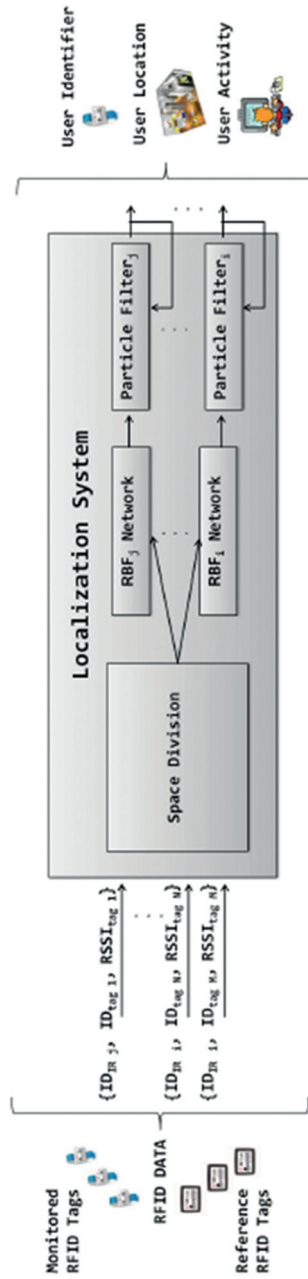 Monitored
RFID Tags
RFID DATA
Reference
RFID Tags
{ID_IR j, ID_tag 1, RSSI_tag 1}
{ID_IR i, ID_tag N, RSSI_tag N}
{ID_IR i, ID_tag M, RSSI_tag M}
Localization System
Space Division
RBF_j Network
RBF_i Network
Particle Filter_j
Particle Filter_i
User Identifier
User Location
User Activity